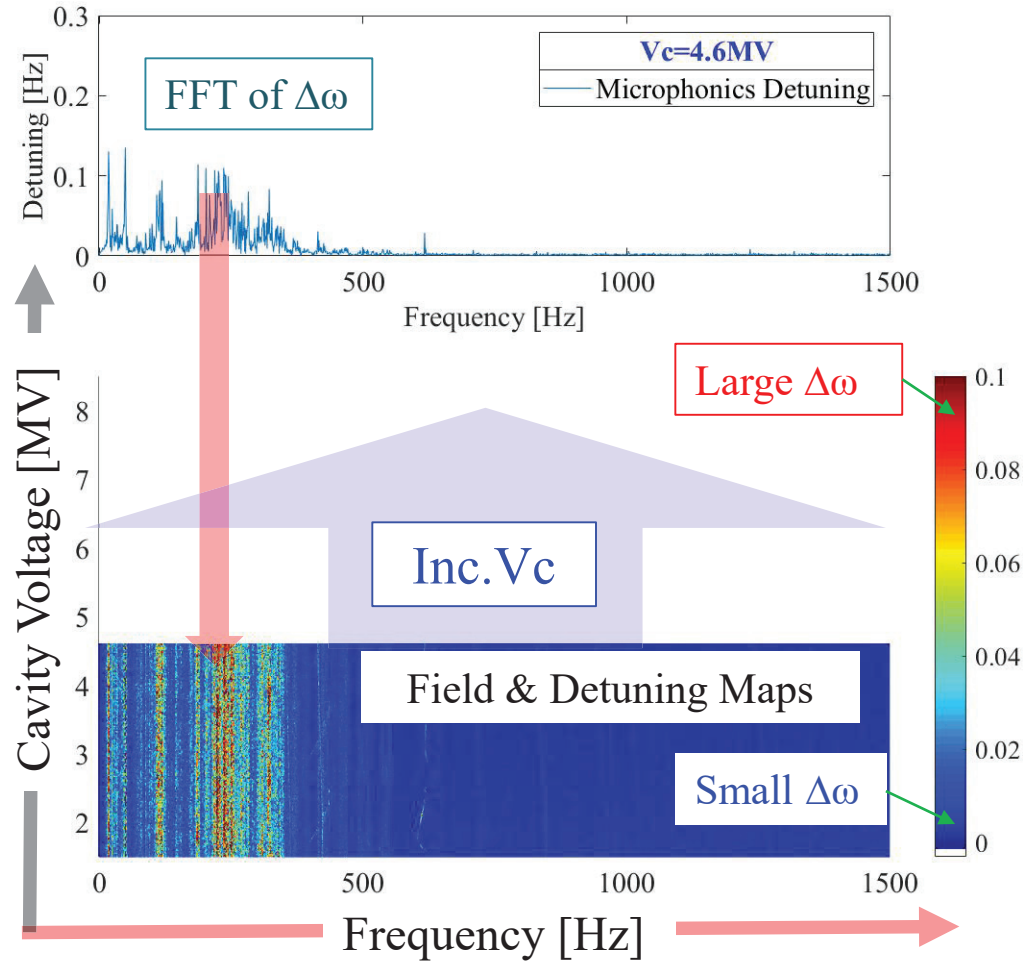 0.3
0.2
0.1
0
Detuning [Hz]
FFT of Δω
Vc=4.6MV
Microphonics Detuning
0
500
1000
1500
Frequency [Hz]
Large Δω
0.1
0.08
0.06
0.04
0.02
0
Cavity Voltage [MV]
8
7
6
5
4
3
2
Inc.Vc
Field & Detuning Maps
Small Δω
0
500
1000
1500
Frequency [Hz]